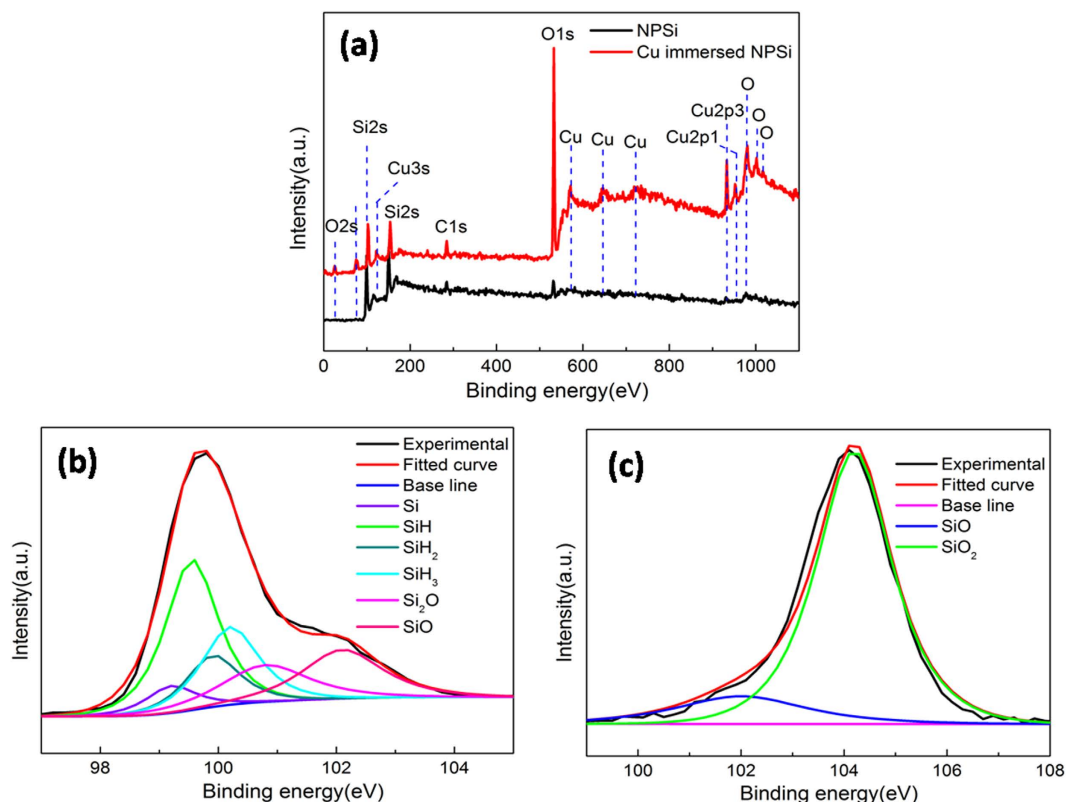 (a)
NPSi
Cu immersed NPSi
O1s
Si2s
Cu3s
O2s
Si2s
C1s
Cu
Cu
Cu
Cu2p3
Cu2p1
O
O
O
Intensity(a.u.)
0
200
400
600
800
1000
Binding energy(eV)
(b)
Experimental
Fitted curve
Base line
Si
SiH
SiH₂
SiH₃
Si₂O
SiO
Intensity(a.u.)
98
100
102
104
Binding energy(eV)
(c)
Experimental
Fitted curve
Base line
SiO
SiO₂
Intensity(a.u.)
100
102
104
106
108
Binding energy(eV)